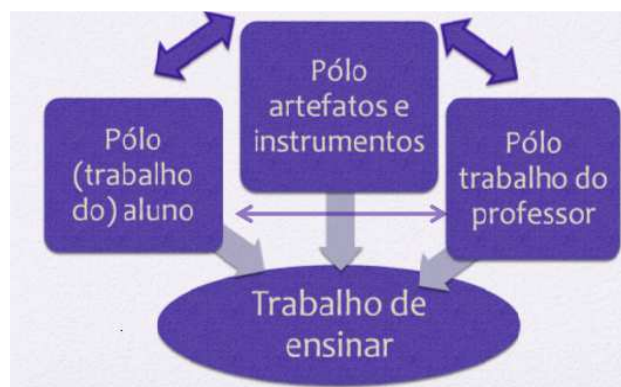 Pólo
(trabalho
do) aluno
Pólo
artefatos e
instrumentos
Pólo
trabalho do
professor
Trabalho de
ensinar